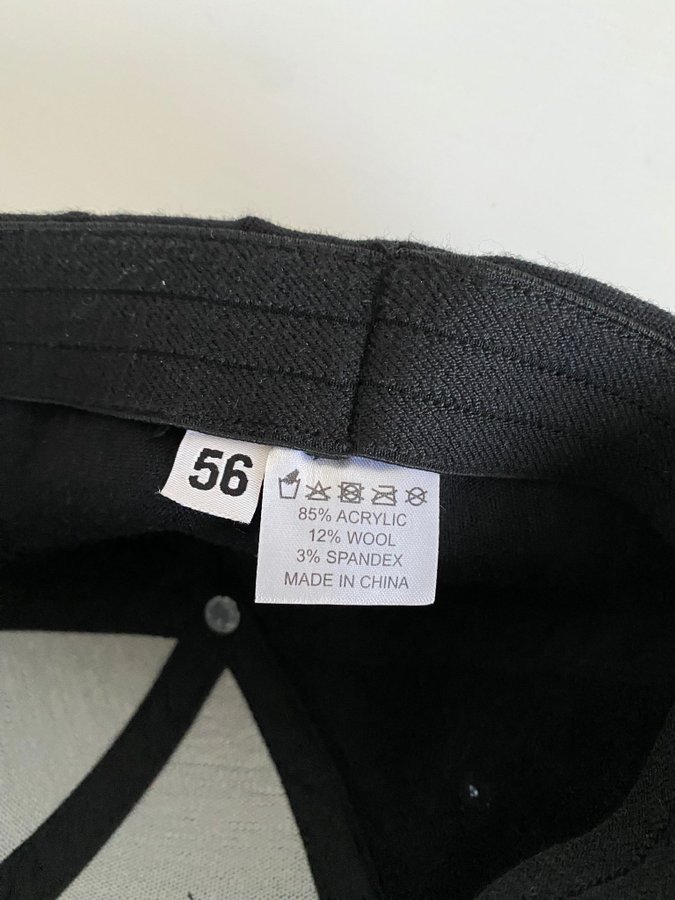 56
85% ACRYLIC
12% WOOL
3% SPANDEX
MADE IN CHINA